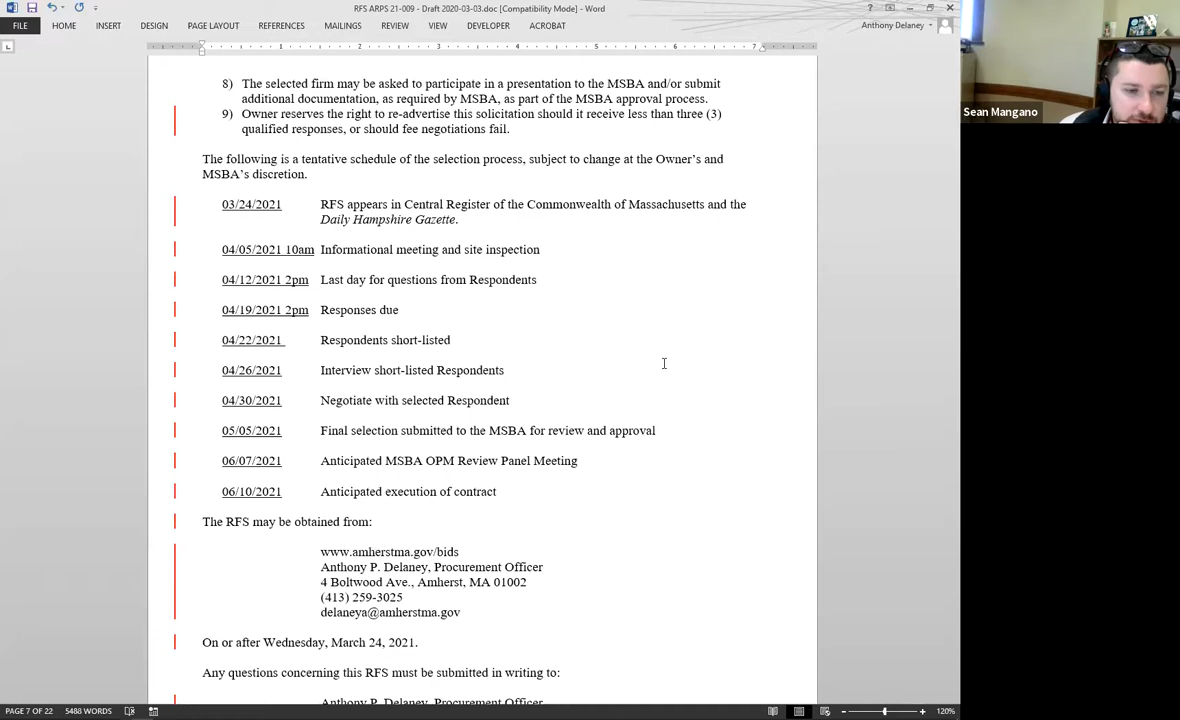 RFS ARPS 21-009 - Draft 2020-03-03.doc [Compatibility Mode] - Word
FILE HOME INSERT DESIGN PAGE LAYOUT REFERENCES MAILINGS REVIEW VIEW DEVELOPER ACROBAT Anthony Delaney
1 2 3 4 5 6 7
8) The selected firm may be asked to participate in a presentation to the MSBA and/or submit
additional documentation, as required by MSBA, as part of the MSBA approval process.
9) Owner reserves the right to re-advertise this solicitation should it receive less than three (3)
qualified responses, or should fee negotiations fail.
The following is a tentative schedule of the selection process, subject to change at the Owner's and
MSBA's discretion.
03/24/2021 RFS appears in Central Register of the Commonwealth of Massachusetts and the
Daily Hampshire Gazette.
04/05/2021 10am Informational meeting and site inspection
04/12/2021 2pm Last day for questions from Respondents
04/19/2021 2pm Responses due
04/22/2021 Respondents short-listed
04/26/2021 Interview short-listed Respondents
04/30/2021 Negotiate with selected Respondent
05/05/2021 Final selection submitted to the MSBA for review and approval
06/07/2021 Anticipated MSBA OPM Review Panel Meeting
06/10/2021 Anticipated execution of contract
The RFS may be obtained from:
www.amherstma.gov/bids
Anthony P. Delaney, Procurement Officer
4 Boltwood Ave., Amherst, MA 01002
(413) 259-3025
delaneya@amherstma.gov
On or after Wednesday, March 24, 2021.
Any questions concerning this RFS must be submitted in writing to:
Anthony P. Delaney, Procurement Officer
PAGE 7 OF 22 5488 WORDS 120%
Sean Mangano